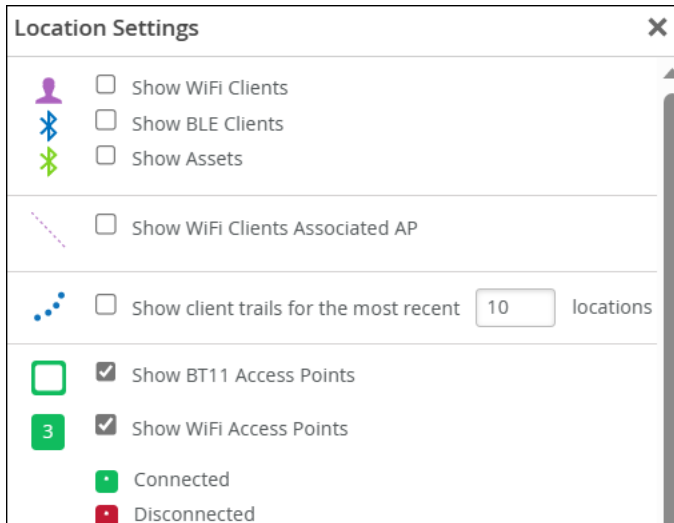 Location Settings
Show WiFi Clients
Show BLE Clients
Show Assets
Show WiFi Clients Associated AP
Show client trails for the most recent 10 locations
Show BT11 Access Points
3 Show WiFi Access Points
Connected
Disconnected